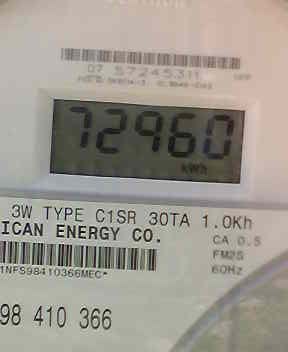 07 57245311
72960
kWh
3W TYPE C1SR 30TA 1.0Kh
ICAN ENERGY CO.
CA 0.5
FM2S
60Hz
1NFS98410366MEC*
98 410 366